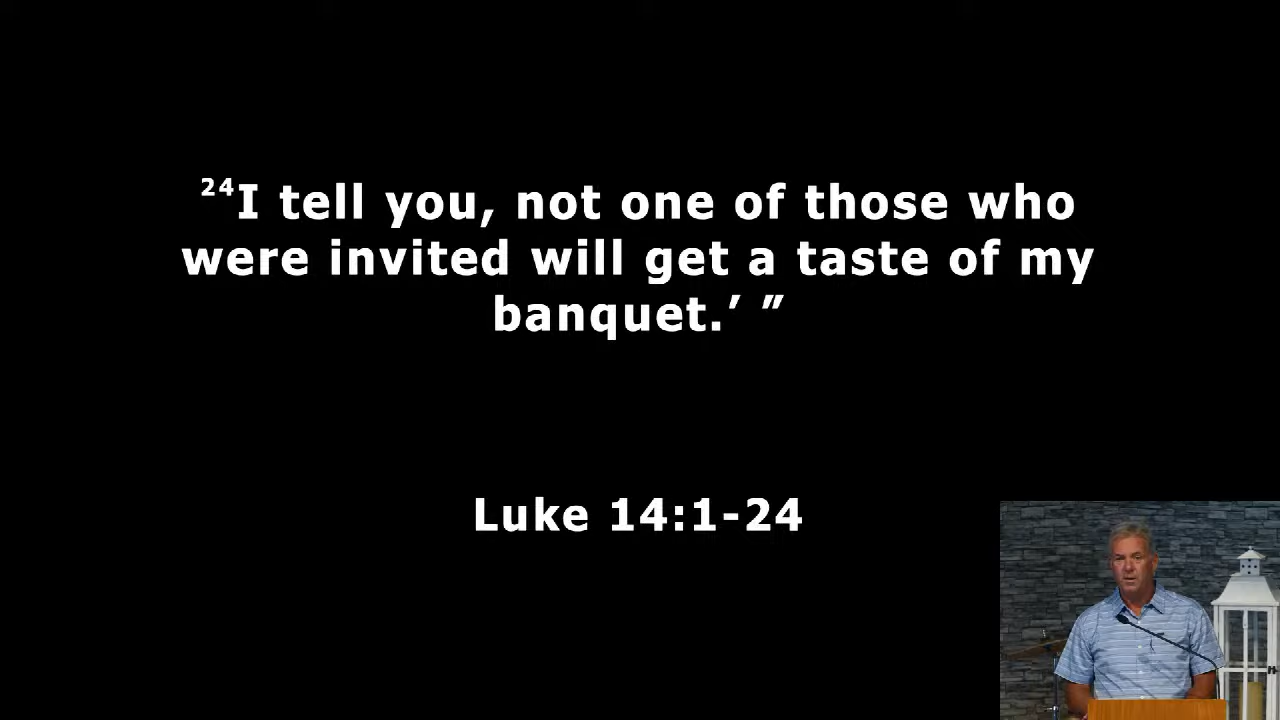 ²⁴I tell you, not one of those who
were invited will get a taste of my
banquet.’ ”
Luke 14:1-24